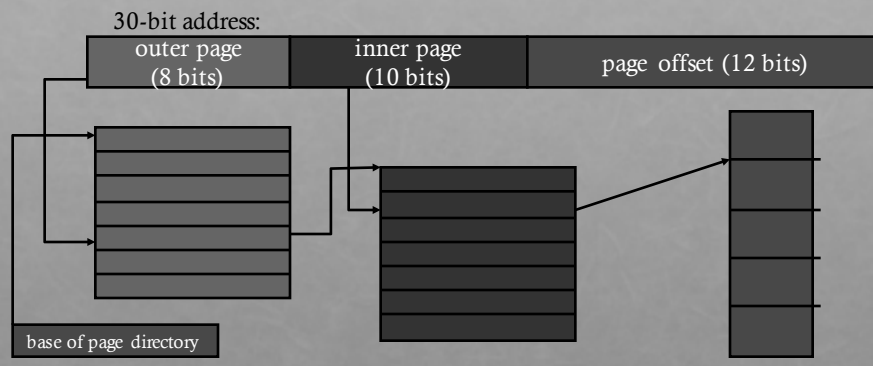 30-bit address:
outer page
(8 bits)
inner page
(10 bits)
page offset (12 bits)
base of page directory